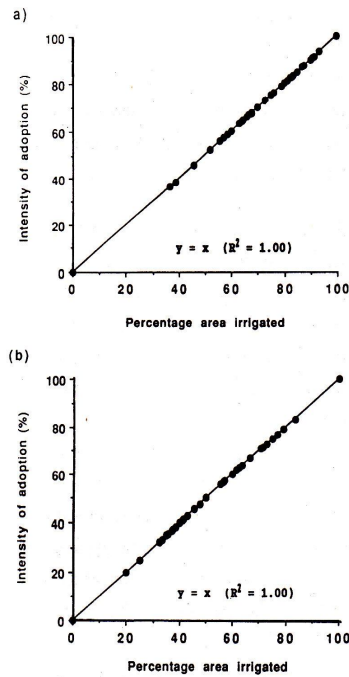 a)
100
80
60
40
20
0
Intensity of adoption (%)
y = x (R² = 1.00)
0 20 40 60 80 100
Percentage area irrigated
(b)
100
80
60
40
20
0
Intensity of adoption (%)
y = x (R² = 1.00)
0 20 40 60 80 100
Percentage area irrigated